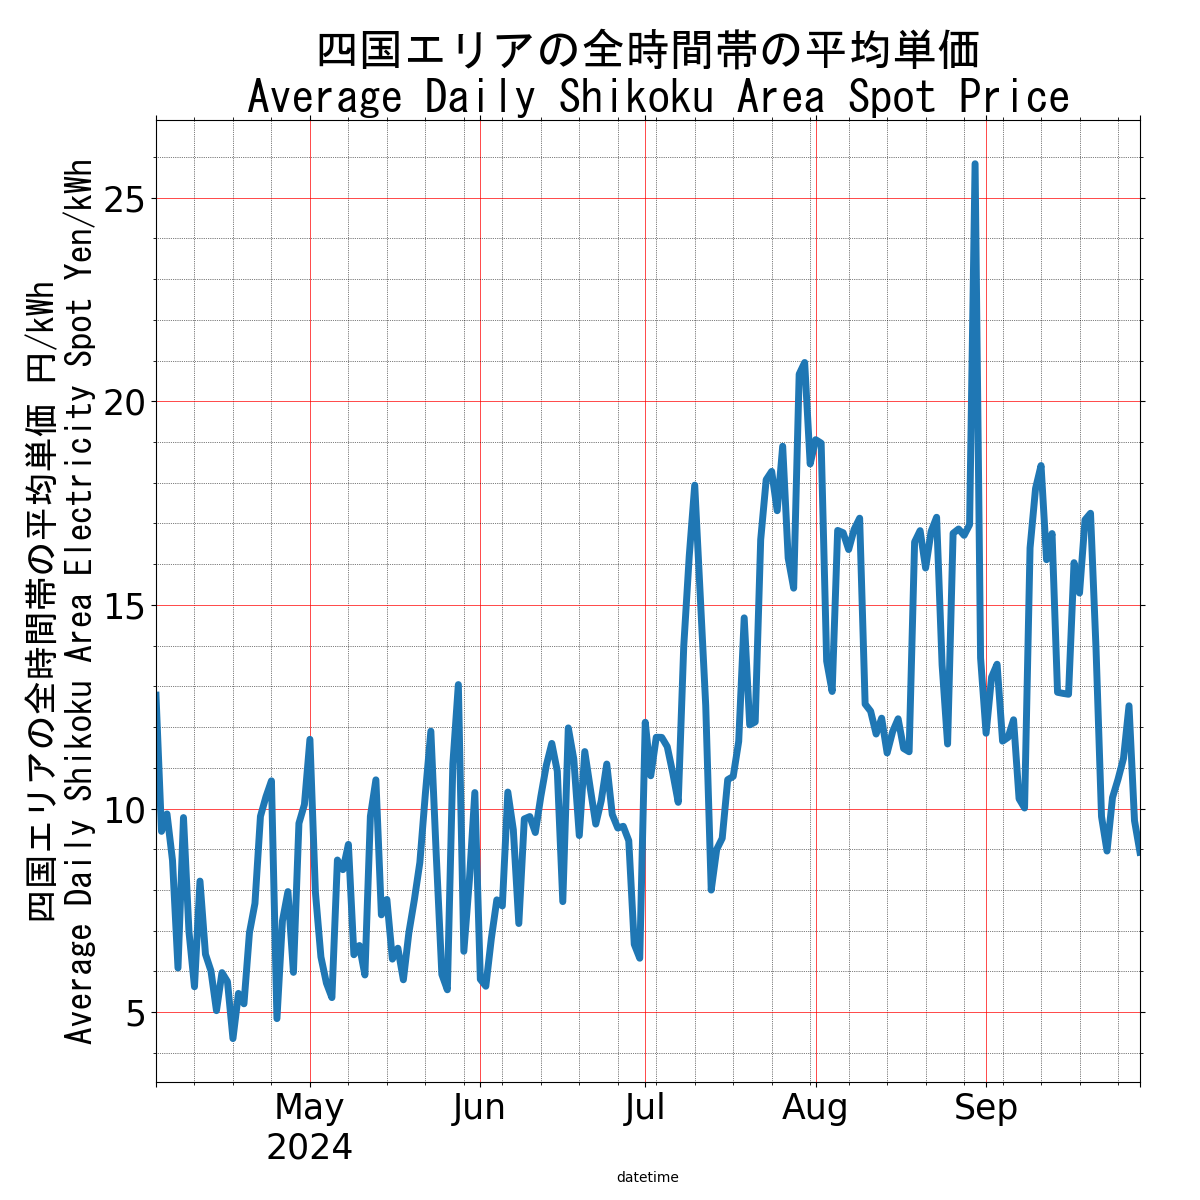 四国エリアの全時間帯の平均単価
Average Daily Shikoku Area Spot Price
四国エリアの全時間帯の平均単価 円/kWh
Average Daily Shikoku Area Electricity Spot Yen/kWh
25
20
15
10
5
May
2024
Jun
Jul
Aug
Sep
datetime